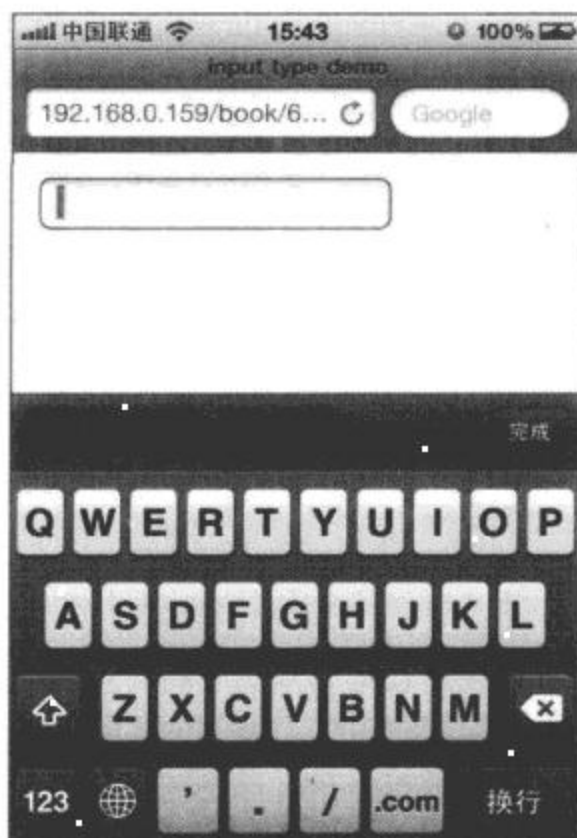 中国联通 15:43 100%
input type demo
192.168.0.159/book/6... Google
完成
Q W E R T Y U I O P
A S D F G H J K L
Z X C V B N M
123 ' . / .com 换行